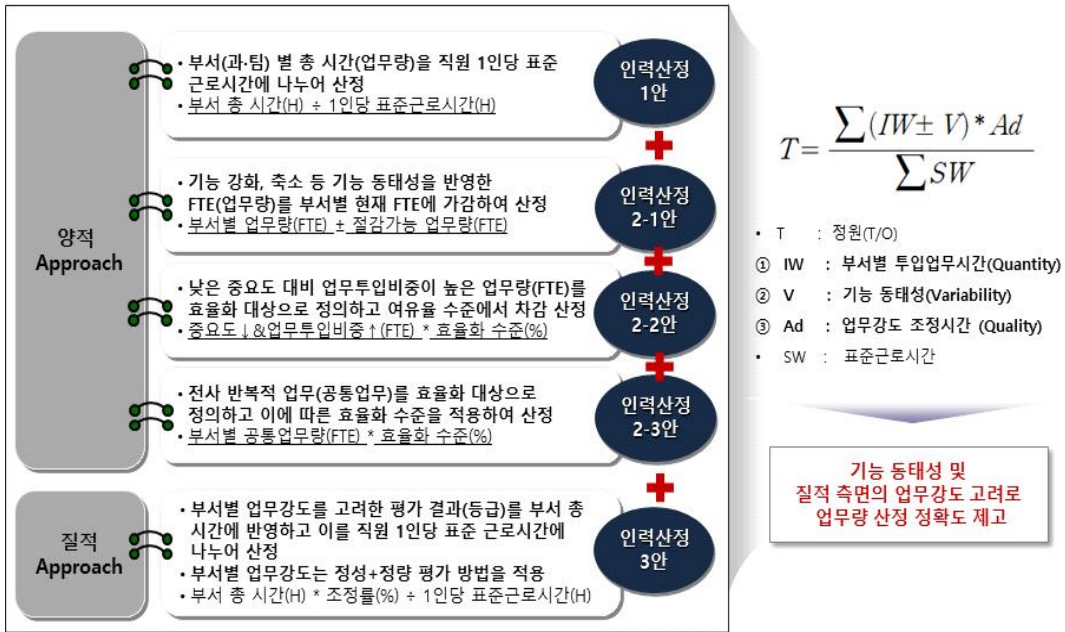 양적
Approach
• 부서(과·팀) 별 총 시간(업무량)을 직원 1인당 표준
근로시간에 나누어 산정
• 부서 총 시간(H) ÷ 1인당 표준근로시간(H)
인력산정
1안
• 기능 강화, 축소 등 기능 동태성을 반영한
FTE(업무량)를 부서별 현재 FTE에 가감하여 산정
• 부서별 업무량(FTE) ± 절감가능 업무량(FTE)
인력산정
2-1안
• 낮은 중요도 대비 업무투입비중이 높은 업무량(FTE)를
효율화 대상으로 정의하고 여유율 수준에서 차감 산정
• 중요도↓&업무투입비중↑(FTE) * 효율화 수준(%)
인력산정
2-2안
• 전사 반복적 업무(공통업무)를 효율화 대상으로
정의하고 이에 따른 효율화 수준을 적용하여 산정
• 부서별 공통업무량(FTE) * 효율화 수준(%)
인력산정
2-3안
질적
Approach
• 부서별 업무강도를 고려한 평가 결과(등급)를 부서 총
시간에 반영하고 이를 직원 1인당 표준 근로시간에
나누어 산정
• 부서별 업무강도는 정성+정량 평가 방법을 적용
• 부서 총 시간(H) * 조정률(%) ÷ 1인당 표준근로시간(H)
인력산정
3안
T = ∑(IW± V) * Ad / ∑SW
• T : 정원(T/O)
① IW : 부서별 투입업무시간(Quantity)
② V : 기능 동태성(Variability)
③ Ad : 업무강도 조정시간 (Quality)
• SW : 표준근로시간
기능 동태성 및
질적 측면의 업무강도 고려로
업무량 산정 정확도 제고